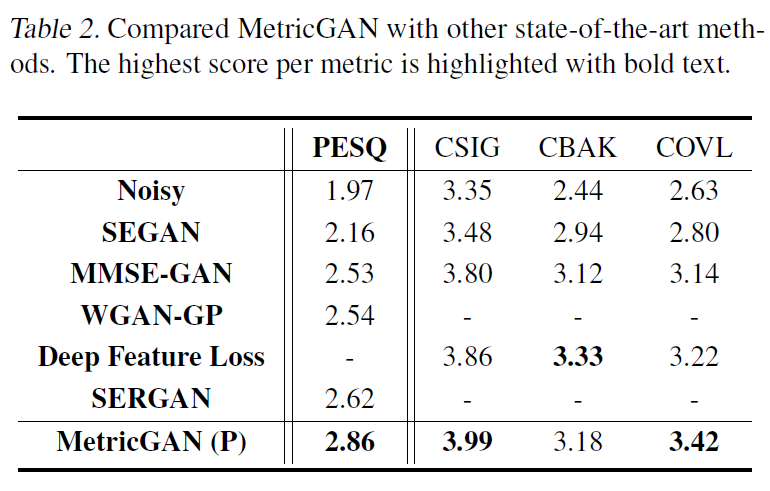 Table 2. Compared MetricGAN with other state-of-the-art meth-
ods. The highest score per metric is highlighted with bold text.
PESQ CSIG CBAK COVL
Noisy 1.97 3.35 2.44 2.63
SEGAN 2.16 3.48 2.94 2.80
MMSE-GAN 2.53 3.80 3.12 3.14
WGAN-GP 2.54 - - -
Deep Feature Loss - 3.86 3.33 3.22
SERGAN 2.62 - - -
MetricGAN (P) 2.86 3.99 3.18 3.42